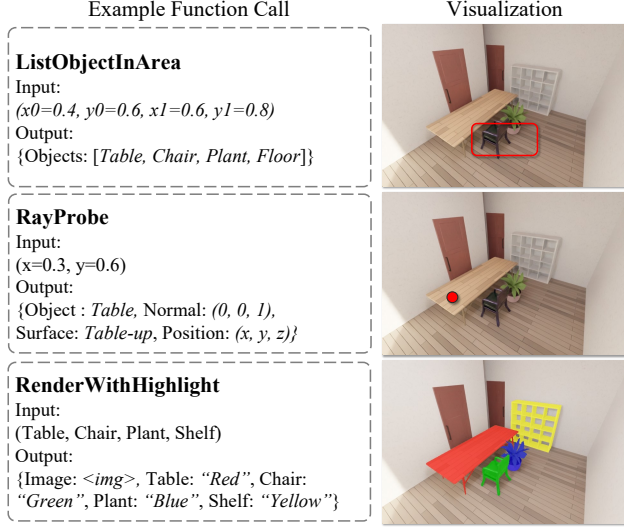 Example Function Call
Visualization
ListObjectInArea
Input:
(x0=0.4, y0=0.6, x1=0.6, y1=0.8)
Output:
{Objects: [Table, Chair, Plant, Floor]}
RayProbe
Input:
(x=0.3, y=0.6)
Output:
{Object : Table, Normal: (0, 0, 1),
Surface: Table-up, Position: (x, y, z)}
RenderWithHighlight
Input:
(Table, Chair, Plant, Shelf)
Output:
{Image: <img>, Table: “Red”, Chair:
“Green”, Plant: “Blue”, Shelf: “Yellow”}